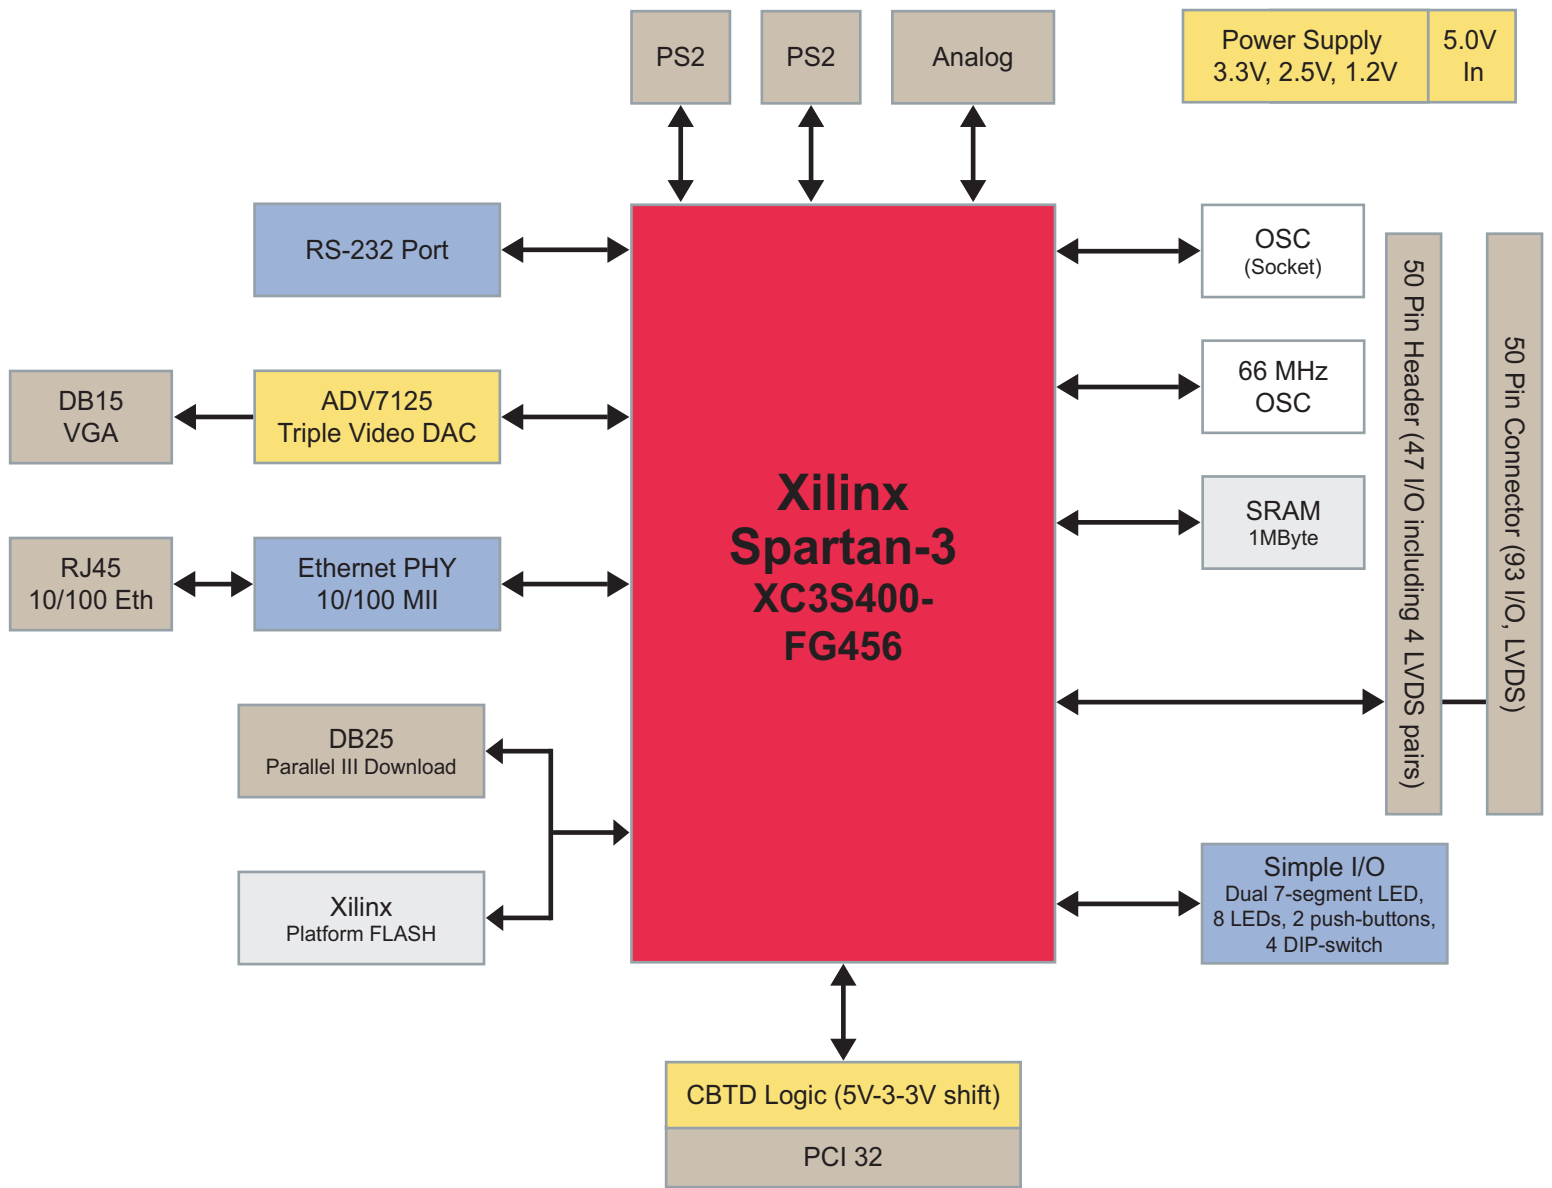 PS2
PS2
Analog
Power Supply
3.3V, 2.5V, 1.2V
5.0V
In
RS-232 Port
OSC
(Socket)
DB15
VGA
ADV7125
Triple Video DAC
66 MHz
OSC
Xilinx
Spartan-3
XC3S400-
FG456
SRAM
1MByte
RJ45
10/100 Eth
Ethernet PHY
10/100 MII
50 Pin Header (47 I/O including 4 LVDS pairs)
50 Pin Connector (93 I/O, LVDS)
DB25
Parallel III Download
Xilinx
Platform FLASH
Simple I/O
Dual 7-segment LED,
8 LEDs, 2 push-buttons,
4 DIP-switch
CBTD Logic (5V-3-3V shift)
PCI 32